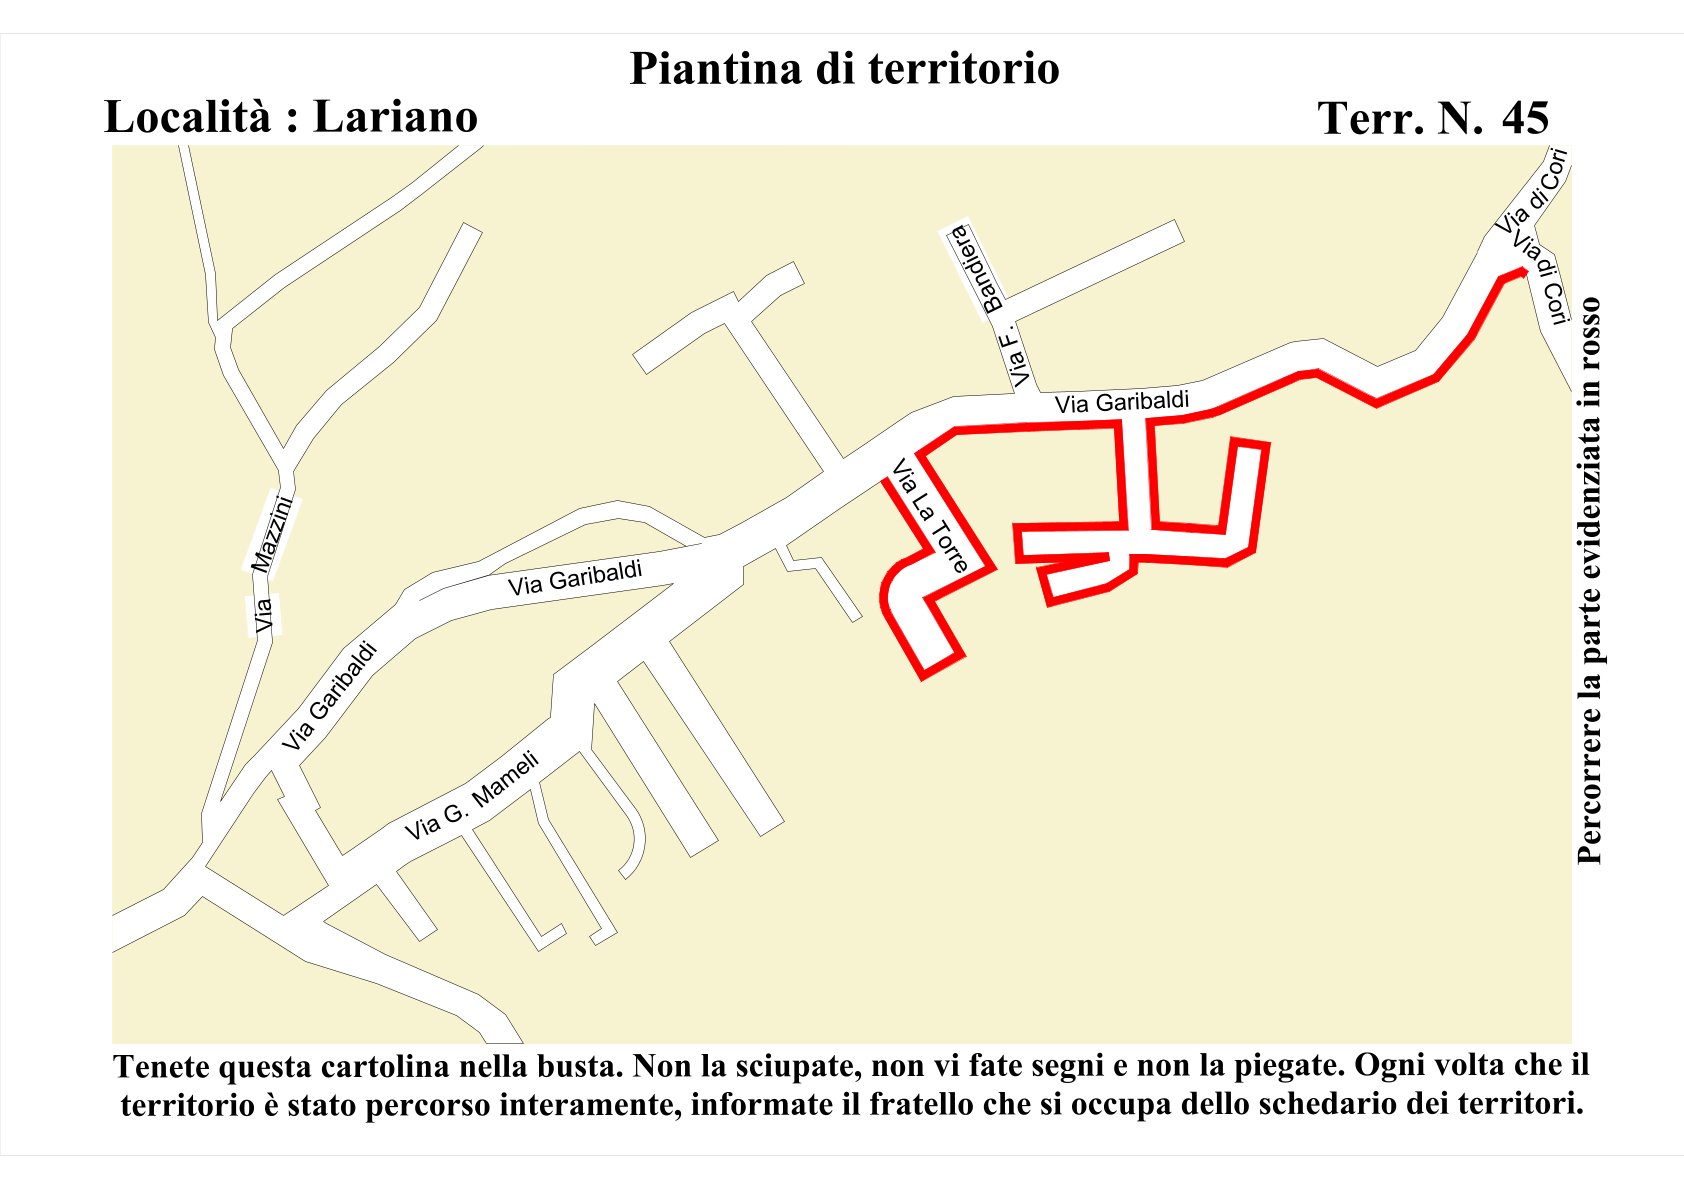 Piantina di territorio
Località : Lariano
Terr. N. 45
Via di Cori
Via di Cori
Via F. Bandiera
Via Garibaldi
Via La Torre
Via Mazzini
Via Garibaldi
Via Garibaldi
Via G. Mameli
Percorrere la parte evidenziata in rosso
Tenete questa cartolina nella busta. Non la sciupate, non vi fate segni e non la piegate. Ogni volta che il
territorio è stato percorso interamente, informate il fratello che si occupa dello schedario dei territori.